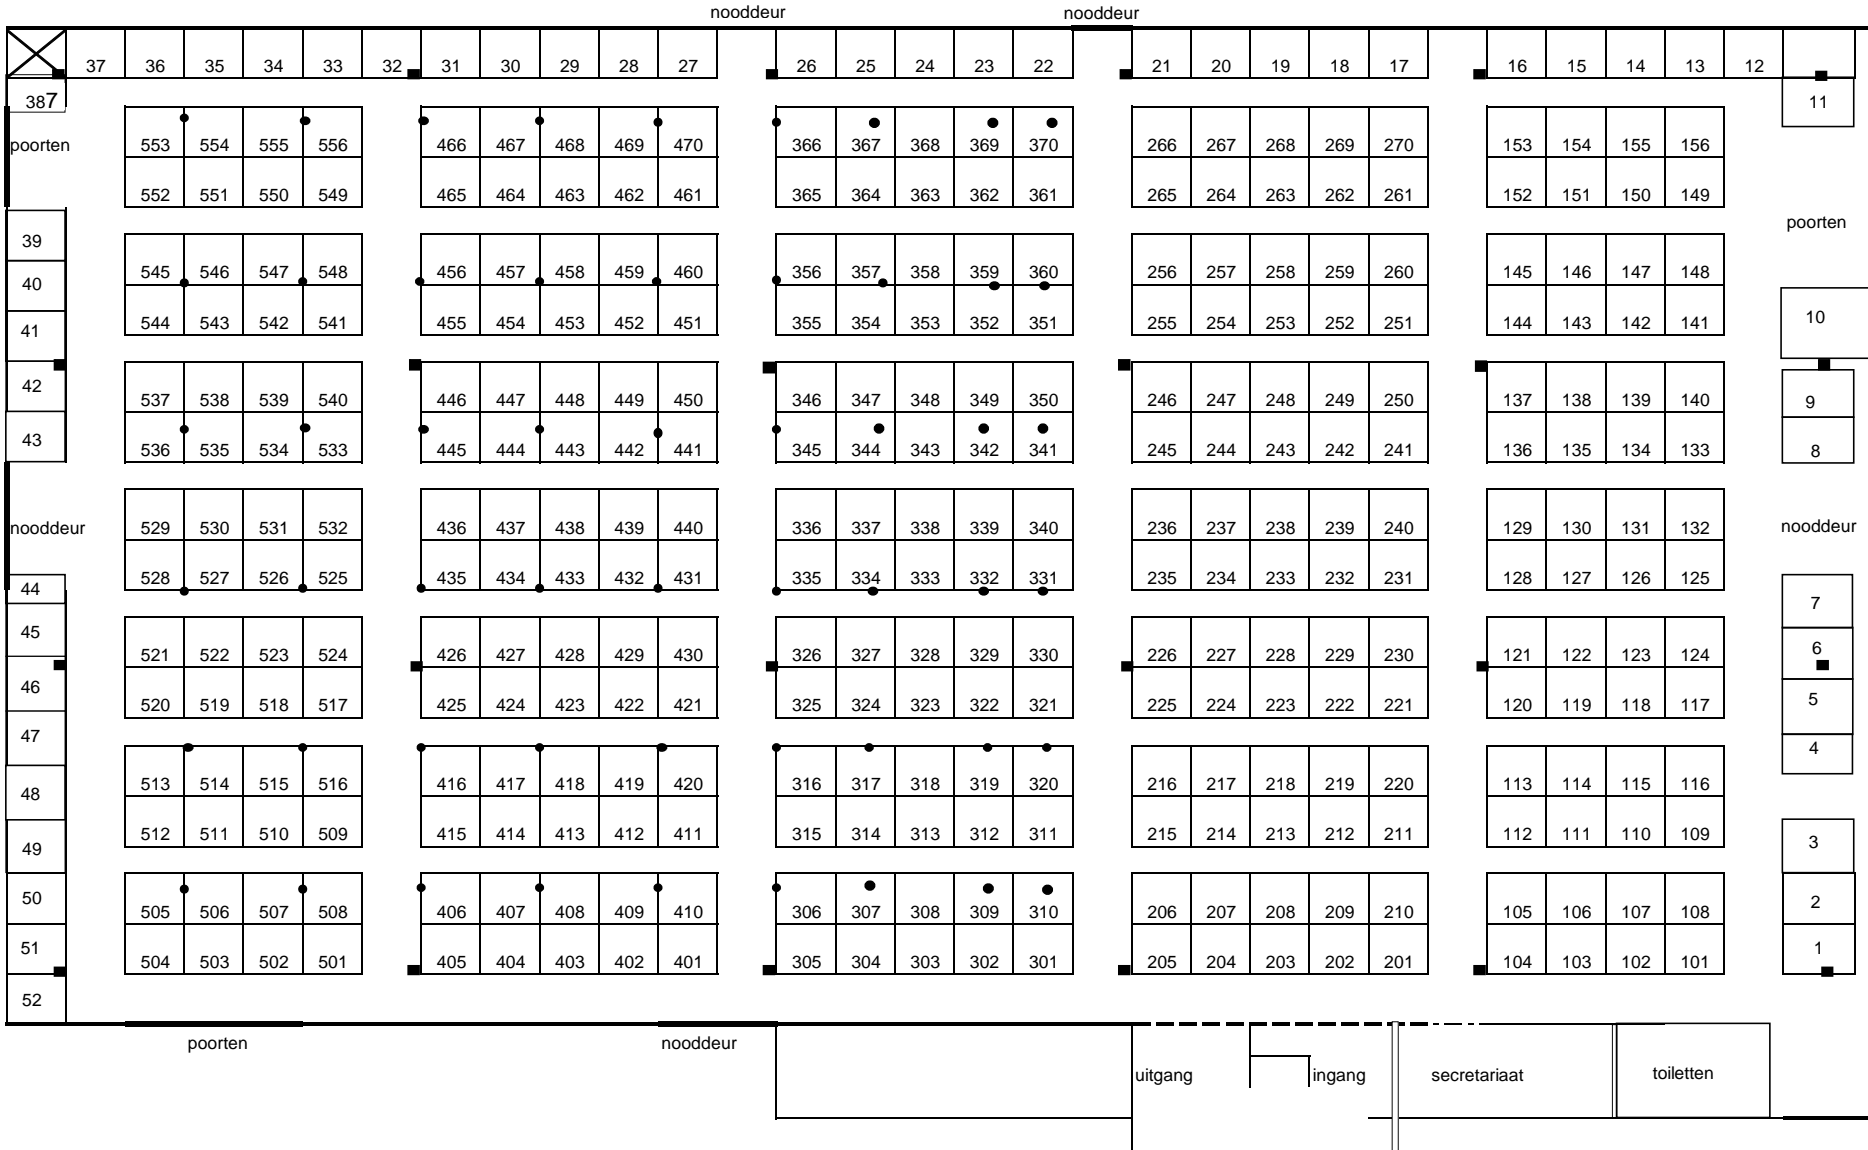 nooddeur nooddeur
37 36 35 34 33 32 31 30 29 28 27 26 25 24 23 22 21 20 19 18 17 16 15 14 13 12
387 11
poorten 553 554 555 556 466 467 468 469 470 366 367 368 369 370 266 267 268 269 270 153 154 155 156
552 551 550 549 465 464 463 462 461 365 364 363 362 361 265 264 263 262 261 152 151 150 149
poorten
39 545 546 547 548 456 457 458 459 460 356 357 358 359 360 256 257 258 259 260 145 146 147 148
40
41 544 543 542 541 455 454 453 452 451 355 354 353 352 351 255 254 253 252 251 144 143 142 141 10
42 537 538 539 540 446 447 448 449 450 346 347 348 349 350 246 247 248 249 250 137 138 139 140 9
43 536 535 534 533 445 444 443 442 441 345 344 343 342 341 245 244 243 242 241 136 135 134 133 8
nooddeur 529 530 531 532 436 437 438 439 440 336 337 338 339 340 236 237 238 239 240 129 130 131 132 nooddeur
44 528 527 526 525 435 434 433 432 431 335 334 333 332 331 235 234 233 232 231 128 127 126 125
7
45 521 522 523 524 426 427 428 429 430 326 327 328 329 330 226 227 228 229 230 121 122 123 124 6
46 520 519 518 517 425 424 423 422 421 325 324 323 322 321 225 224 223 222 221 120 119 118 117 5
47 4
48 513 514 515 516 416 417 418 419 420 316 317 318 319 320 216 217 218 219 220 113 114 115 116
49 512 511 510 509 415 414 413 412 411 315 314 313 312 311 215 214 213 212 211 112 111 110 109 3
50 505 506 507 508 406 407 408 409 410 306 307 308 309 310 206 207 208 209 210 105 106 107 108 2
51 504 503 502 501 405 404 403 402 401 305 304 303 302 301 205 204 203 202 201 104 103 102 101 1
52
poorten nooddeur
uitgang ingang secretariaat toiletten